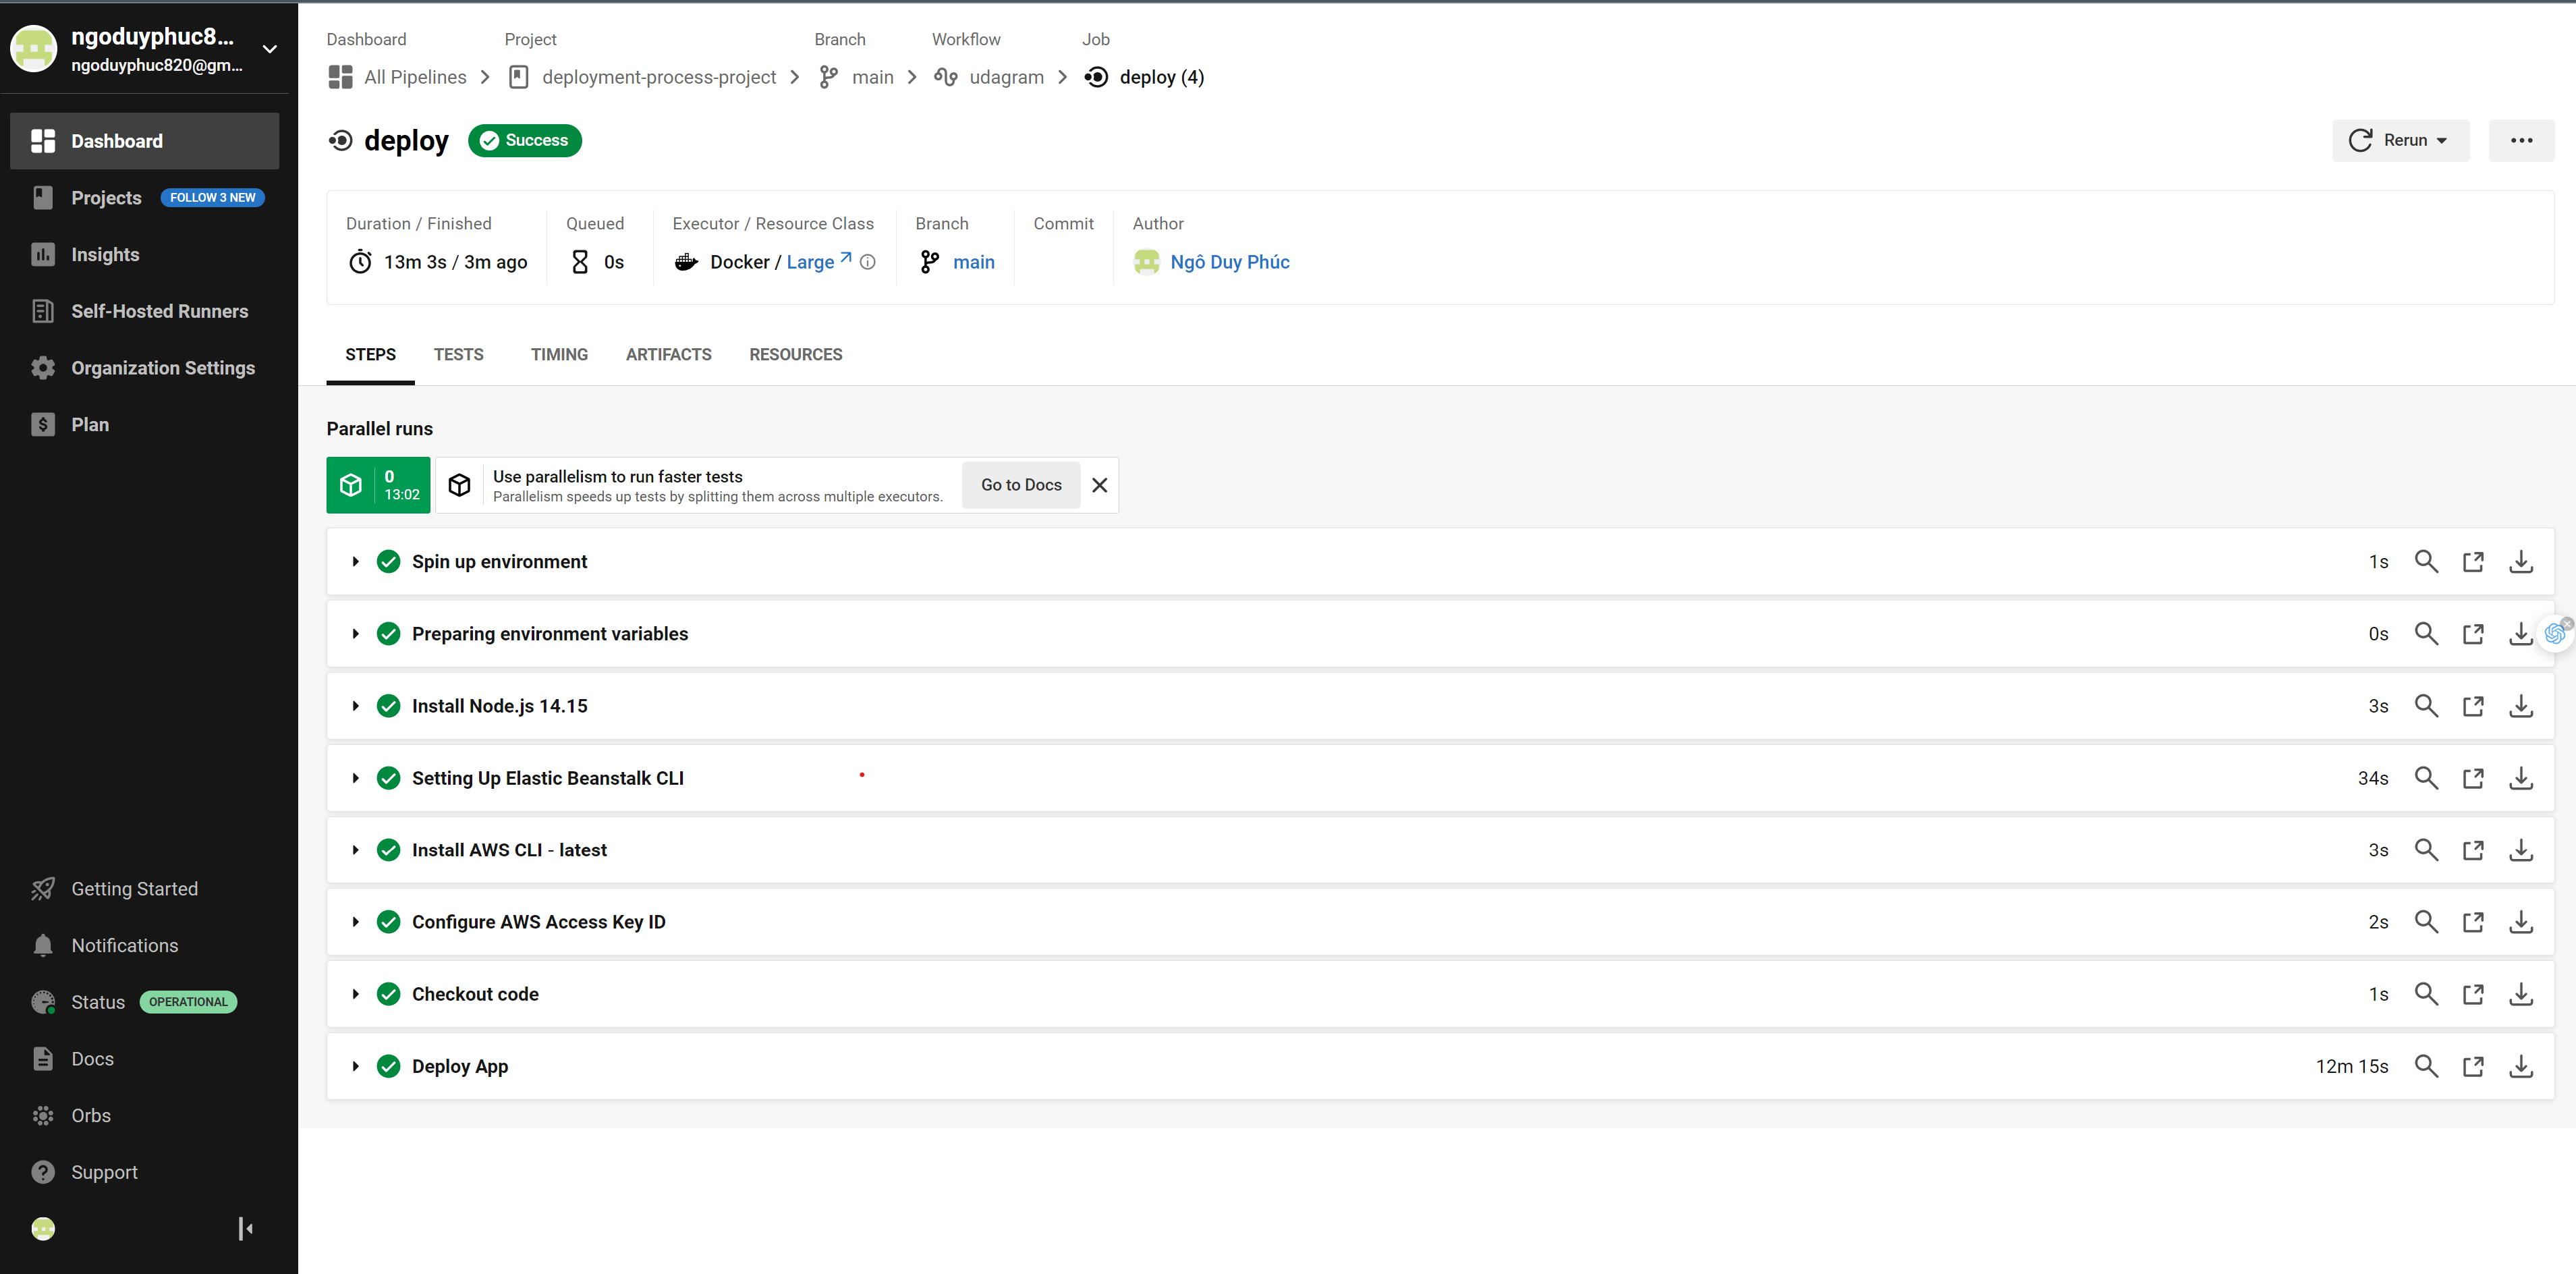 ngoduyphuc8...
ngoduyphuc820@gm...
Dashboard
Projects FOLLOW 3 NEW
Insights
Self-Hosted Runners
Organization Settings
Plan
Getting Started
Notifications
Status OPERATIONAL
Docs
Orbs
Support
Dashboard Project Branch Workflow Job
All Pipelines deployment-process-project main udagram deploy (4)
deploy Success
Rerun
Duration / Finished Queued Executor / Resource Class Branch Commit Author
13m 3s / 3m ago 0s Docker / Large main Ngô Duy Phúc
STEPS TESTS TIMING ARTIFACTS RESOURCES
Parallel runs
0
13:02
Use parallelism to run faster tests
Parallelism speeds up tests by splitting them across multiple executors.
Go to Docs
Spin up environment 1s
Preparing environment variables 0s
Install Node.js 14.15 3s
Setting Up Elastic Beanstalk CLI 34s
Install AWS CLI - latest 3s
Configure AWS Access Key ID 2s
Checkout code 1s
Deploy App 12m 15s